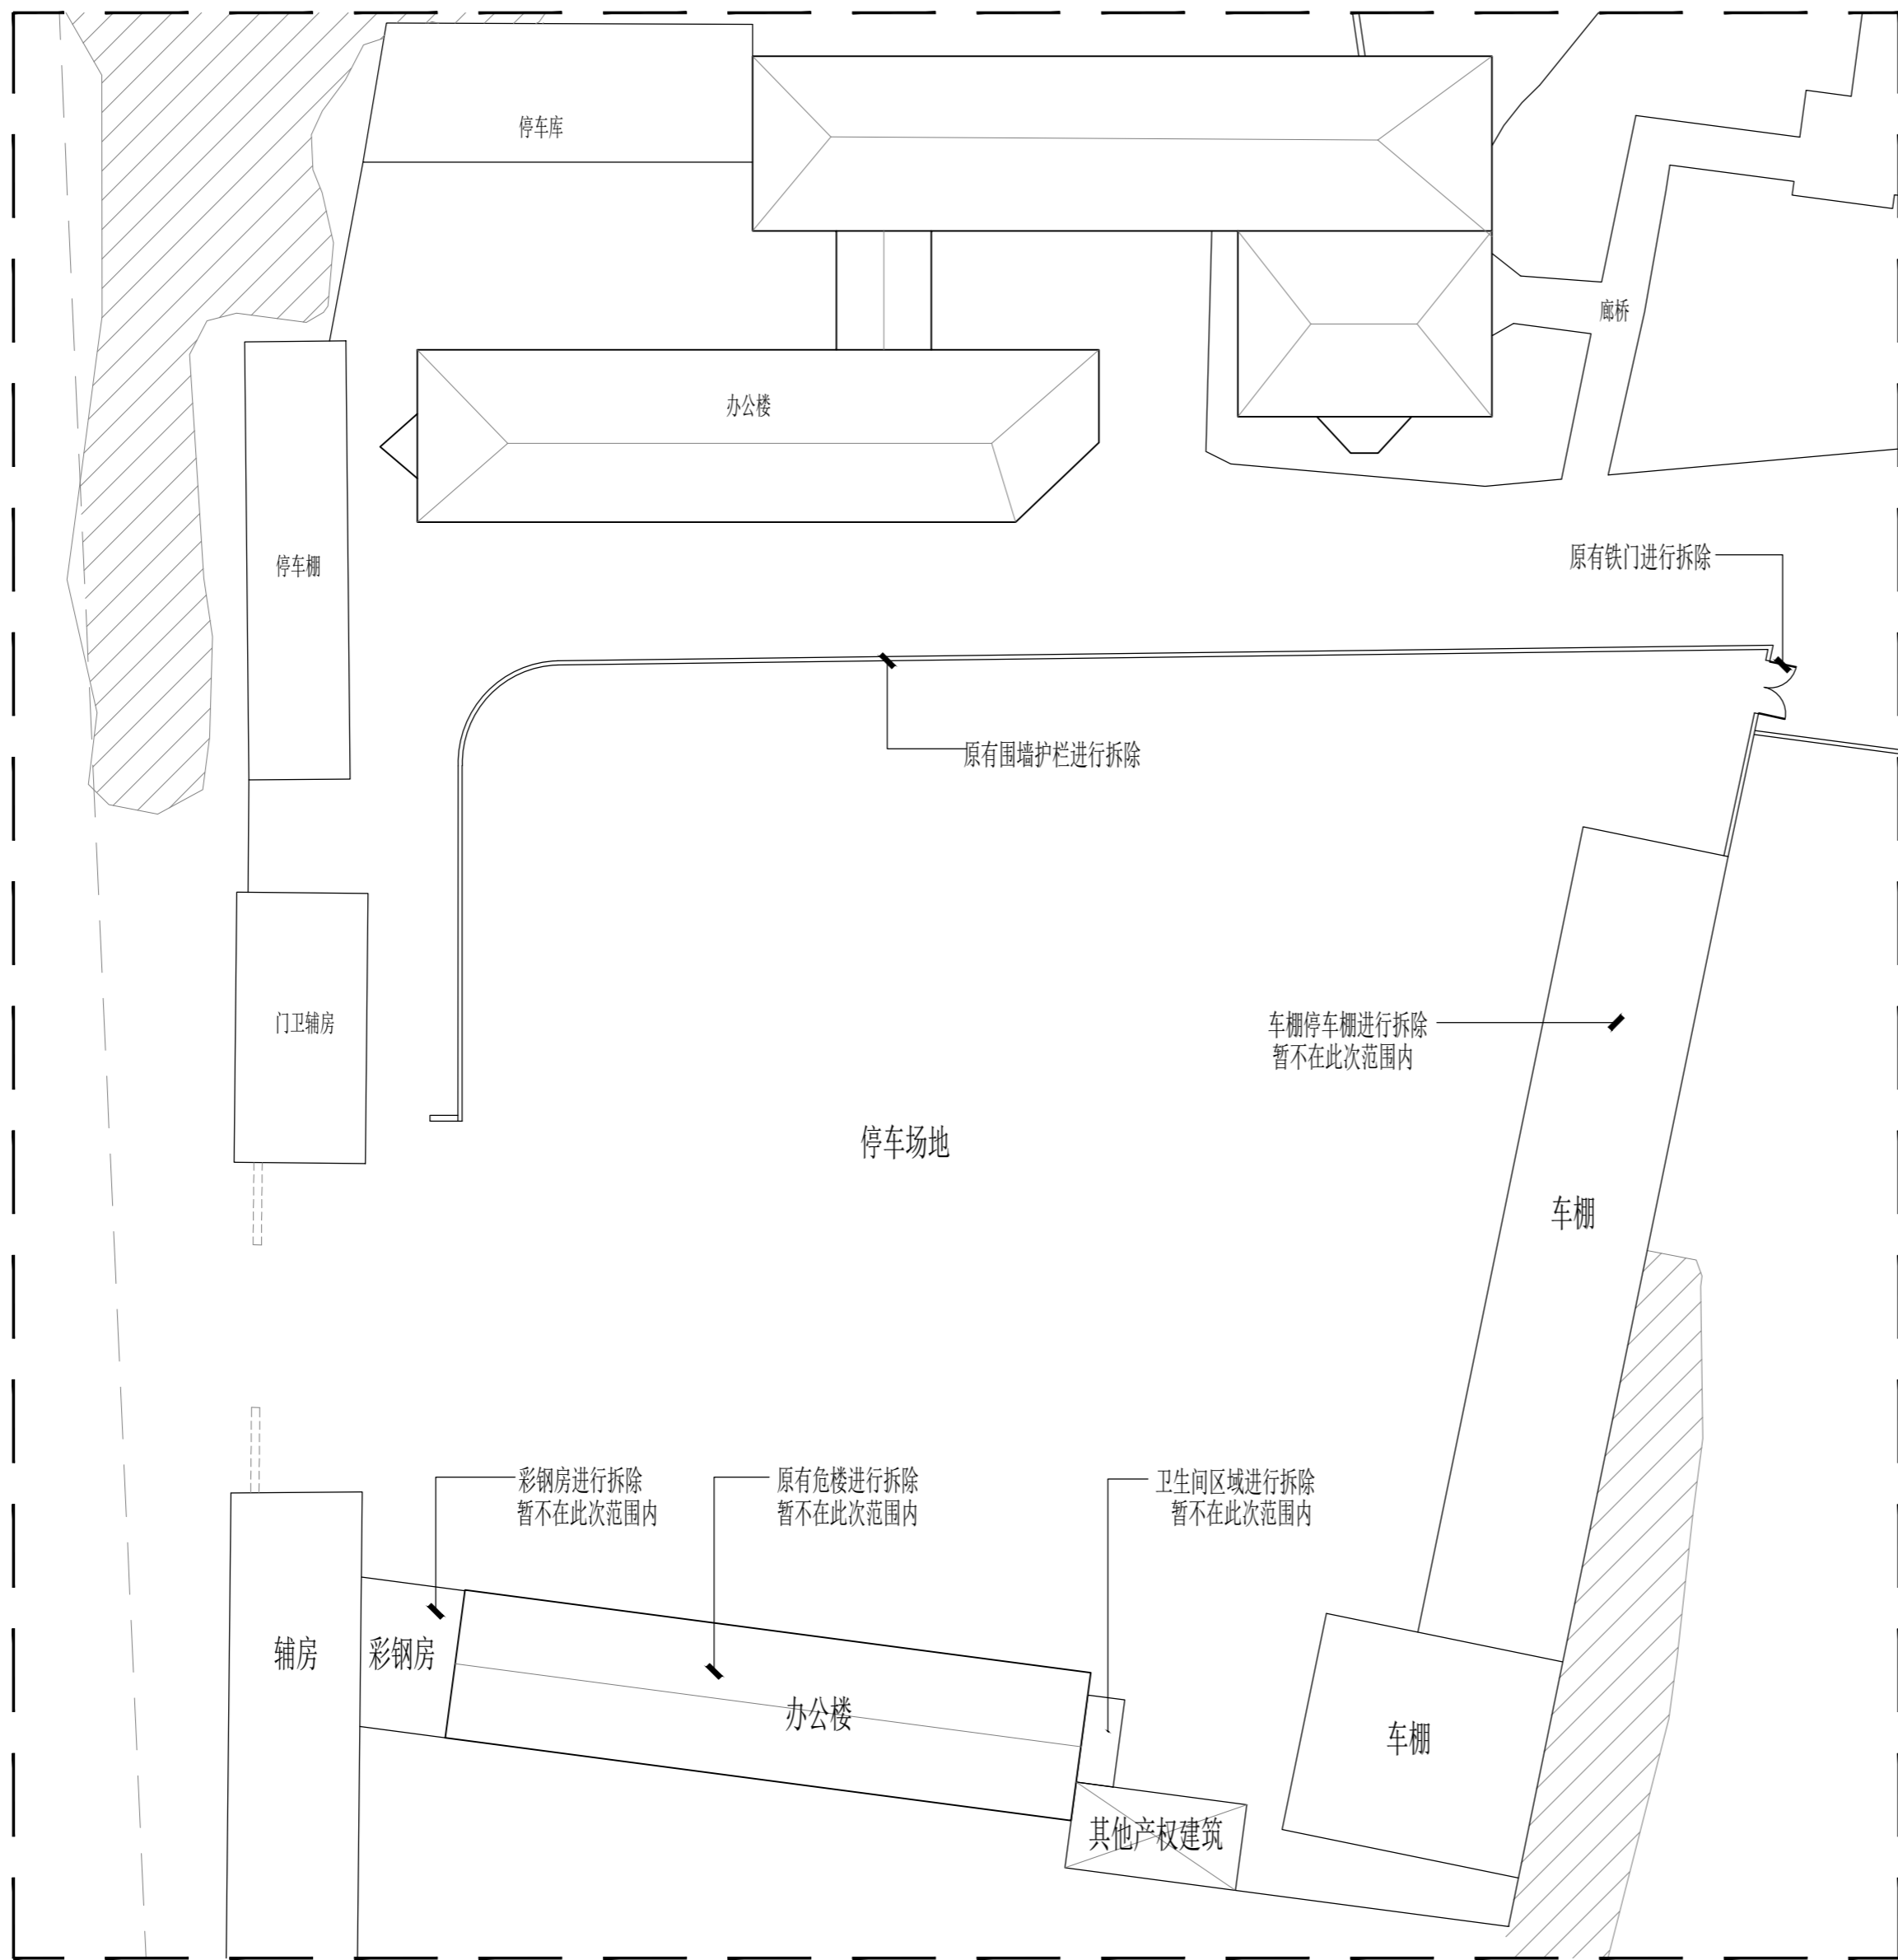 停车库
廊桥
办公楼
停车棚
原有铁门进行拆除
原有围墙护栏进行拆除
门卫辅房
车棚停车棚进行拆除
暂不在此次范围内
停车场地
车棚
彩钢房进行拆除
暂不在此次范围内
原有危楼进行拆除
暂不在此次范围内
卫生间区域进行拆除
暂不在此次范围内
辅房
彩钢房
办公楼
车棚
其他产权建筑